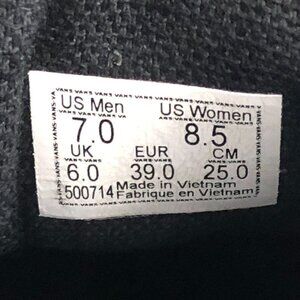 US Men US Women
7.0 8.5
UK EUR CM
6.0 39.0 25.0
500714 Made in Vietnam
Fabrique en Vietnam